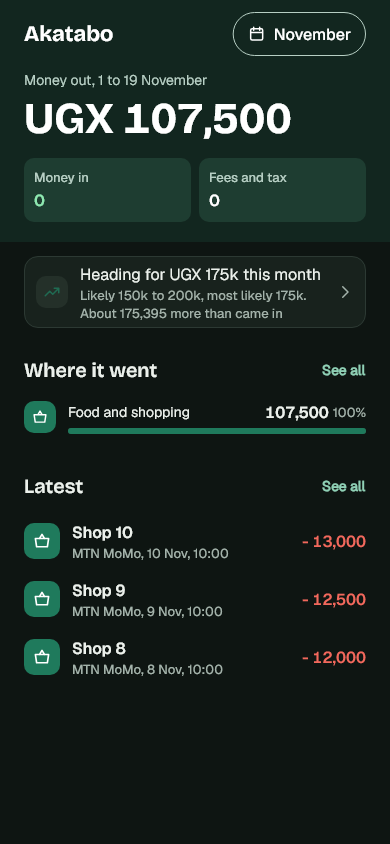 Akatabo
November
Money out, 1 to 19 November
UGX 107,500
Money in
0
Fees and tax
0
Heading for UGX 175k this month
Likely 150k to 200k, most likely 175k.
About 175,395 more than came in
Where it went
See all
Food and shopping
107,500 100%
Latest
See all
Shop 10
MTN MoMo, 10 Nov, 10:00
- 13,000
Shop 9
MTN MoMo, 9 Nov, 10:00
- 12,500
Shop 8
MTN MoMo, 8 Nov, 10:00
- 12,000